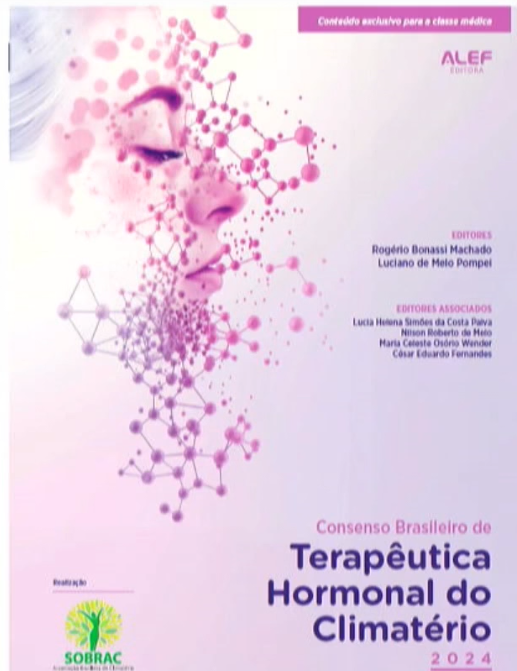 Conteúdo exclusivo para a classe médica
ALEF
EDITORA
EDITORES
Rogério Bonassi Machado
Luciano de Melo Pompei
EDITORES ASSOCIADOS
Lucia Helena Simões da Costa Paiva
Nilson Roberto de Melo
Maria Celeste Osório Wender
César Eduardo Fernandes
Consenso Brasileiro de
Terapêutica
Hormonal do
Climatério
2024
Realização
SOBRAC